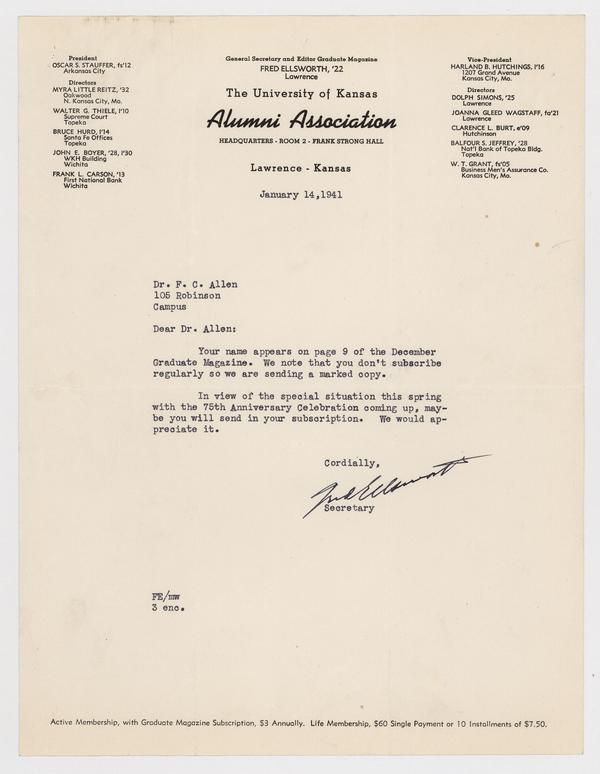 President
OSCAR S. STAUFFER, fs'12
Arkansas City
Directors
MYRA LITTLE REITZ, '32
Oakwood
N. Kansas City, Mo.
WALTER G. THIELE, l'10
Supreme Court
Topeka
BRUCE HURD, l'14
Santa Fe Offices
Topeka
JOHN E. BOYER, '28, l'30
WKH Building
Wichita
FRANK L. CARSON, '13
First National Bank
Wichita
General Secretary and Editor Graduate Magazine
FRED ELLSWORTH, '22
Lawrence
The University of Kansas
Alumni Association
HEADQUARTERS - ROOM 2 - FRANK STRONG HALL
Lawrence - Kansas
Vice-President
HARLAND B. HUTCHINGS, l'16
1207 Grand Avenue
Kansas City, Mo.
Directors
DOLPH SIMONS, '25
Lawrence
JOANNA GLEED WAGSTAFF, fa'21
Lawrence
CLARENCE L. BURT, e'09
Hutchinson
BALFOUR S. JEFFREY, '28
Nat'l Bank of Topeka Bldg.
Topeka
W. T. GRANT, fs'05
Business Men's Assurance Co.
Kansas City, Mo.
January 14,1941
Dr. F. C. Allen
105 Robinson
Campus
Dear Dr. Allen:
Your name appears on page 9 of the December
Graduate Magazine. We note that you don't subscribe
regularly so we are sending a marked copy.
In view of the special situation this spring
with the 75th Anniversary Celebration coming up, may-
be you will send in your subscription. We would ap-
preciate it.
Cordially,
Fred Ellsworth
Secretary
FE/mw
3 enc.
Active Membership, with Graduate Magazine Subscription, $3 Annually. Life Membership, $60 Single Payment or 10 Installments of $7.50.